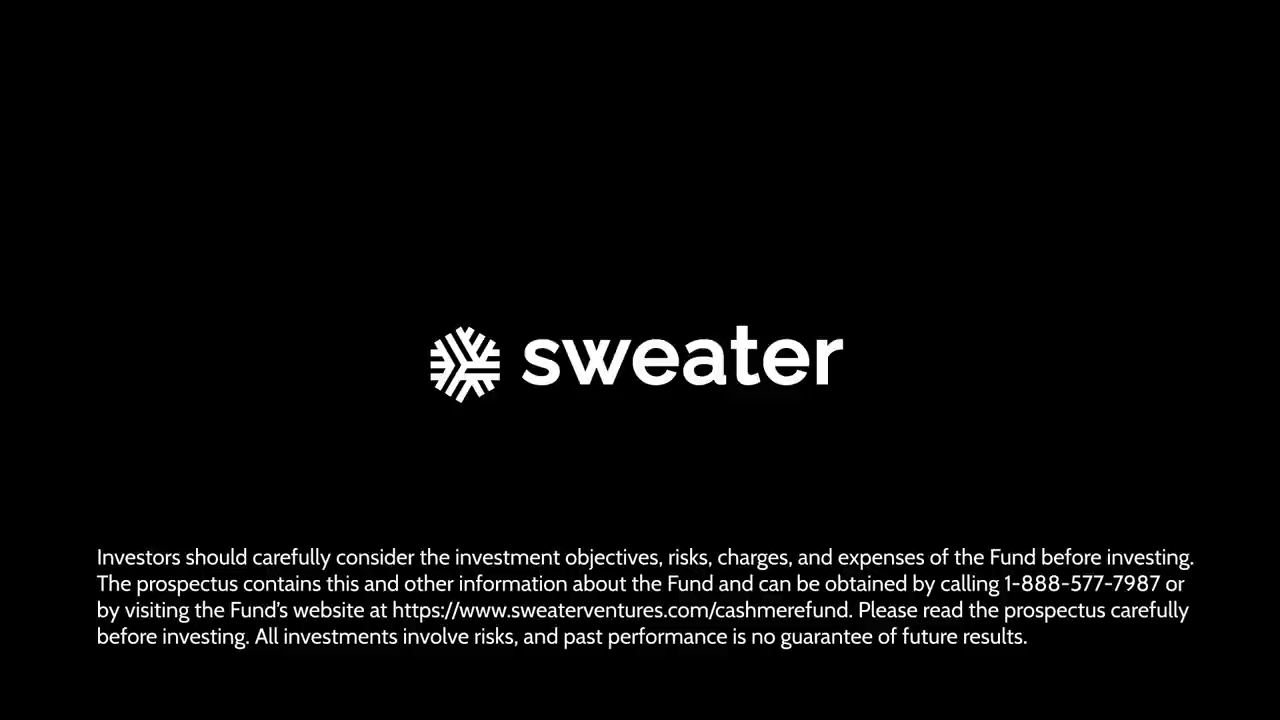 sweater
Investors should carefully consider the investment objectives, risks, charges, and expenses of the Fund before investing.
The prospectus contains this and other information about the Fund and can be obtained by calling 1-888-577-7987 or
by visiting the Fund’s website at https://www.sweaterventures.com/cashmerefund. Please read the prospectus carefully
before investing. All investments involve risks, and past performance is no guarantee of future results.